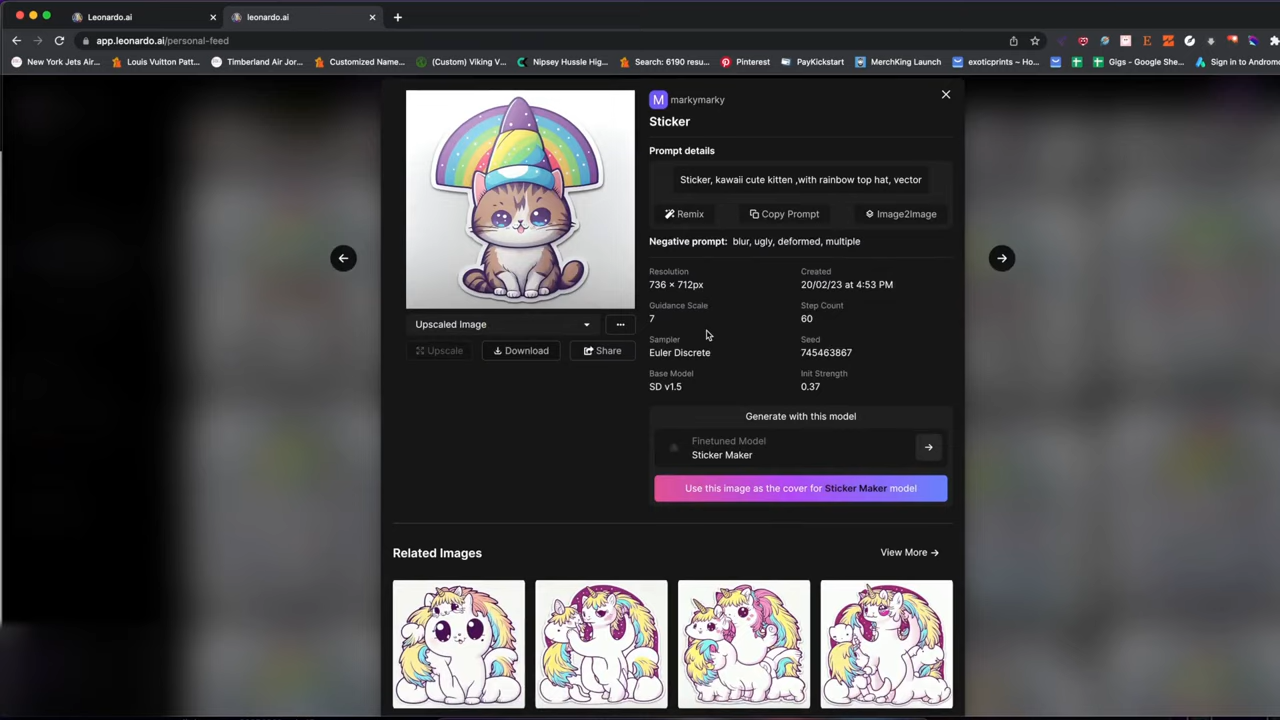 Leonardo.ai
leonardo.ai
app.leonardo.ai/personal-feed
New York Jets Air...
Louis Vuitton Patt...
Timberland Air Jor...
Customized Name...
(Custom) Viking V...
Nipsey Hussle Hig...
Search: 6190 resu...
Pinterest
PayKickstart
MerchKing Launch
exoticprints – Ho...
Gigs - Google She...
Sign in to Andromo
M markymarky
Sticker
Prompt details
Sticker, kawaii cute kitten ,with rainbow top hat, vector
Remix
Copy Prompt
Image2Image
Negative prompt: blur, ugly, deformed, multiple
Resolution
736 × 712px
Created
20/02/23 at 4:53 PM
Guidance Scale
7
Step Count
60
Sampler
Euler Discrete
Seed
745463867
Base Model
SD v1.5
Init Strength
0.37
Upscaled Image
Upscale
Download
Share
Generate with this model
Finetuned Model
Sticker Maker
Use this image as the cover for Sticker Maker model
Related Images
View More